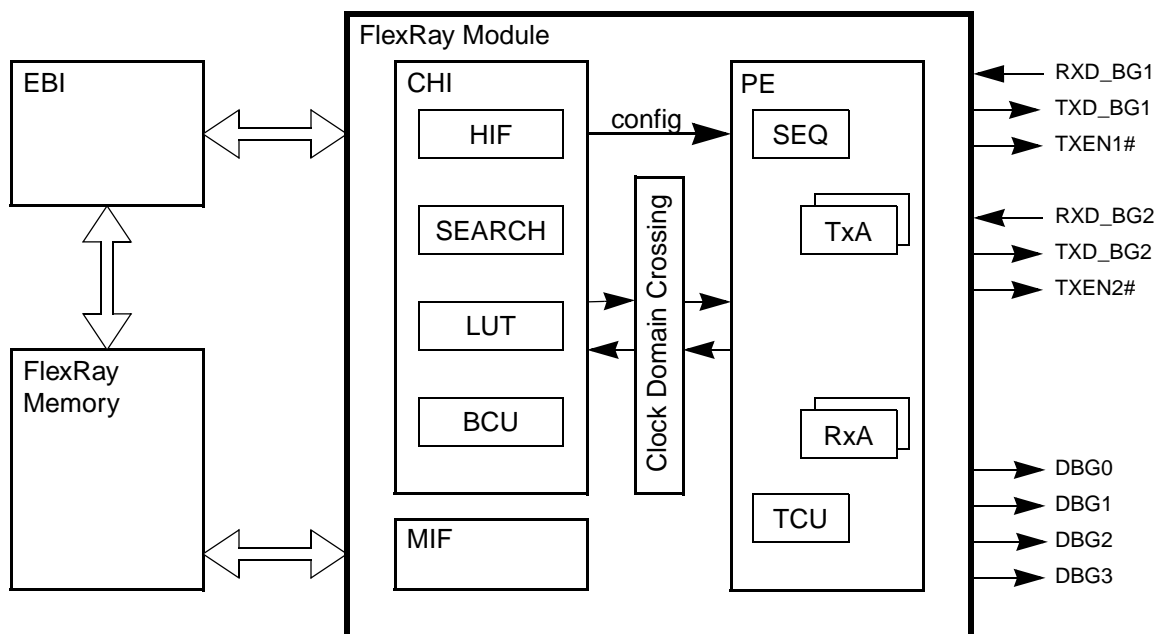 FlexRay Module
EBI
CHI
PE
RXD_BG1
TXD_BG1
TXEN1#
HIF
config
SEQ
SEARCH
TxA
RXD_BG2
TXD_BG2
TXEN2#
Clock Domain Crossing
LUT
FlexRay
Memory
BCU
RxA
DBG0
DBG1
DBG2
DBG3
MIF
TCU